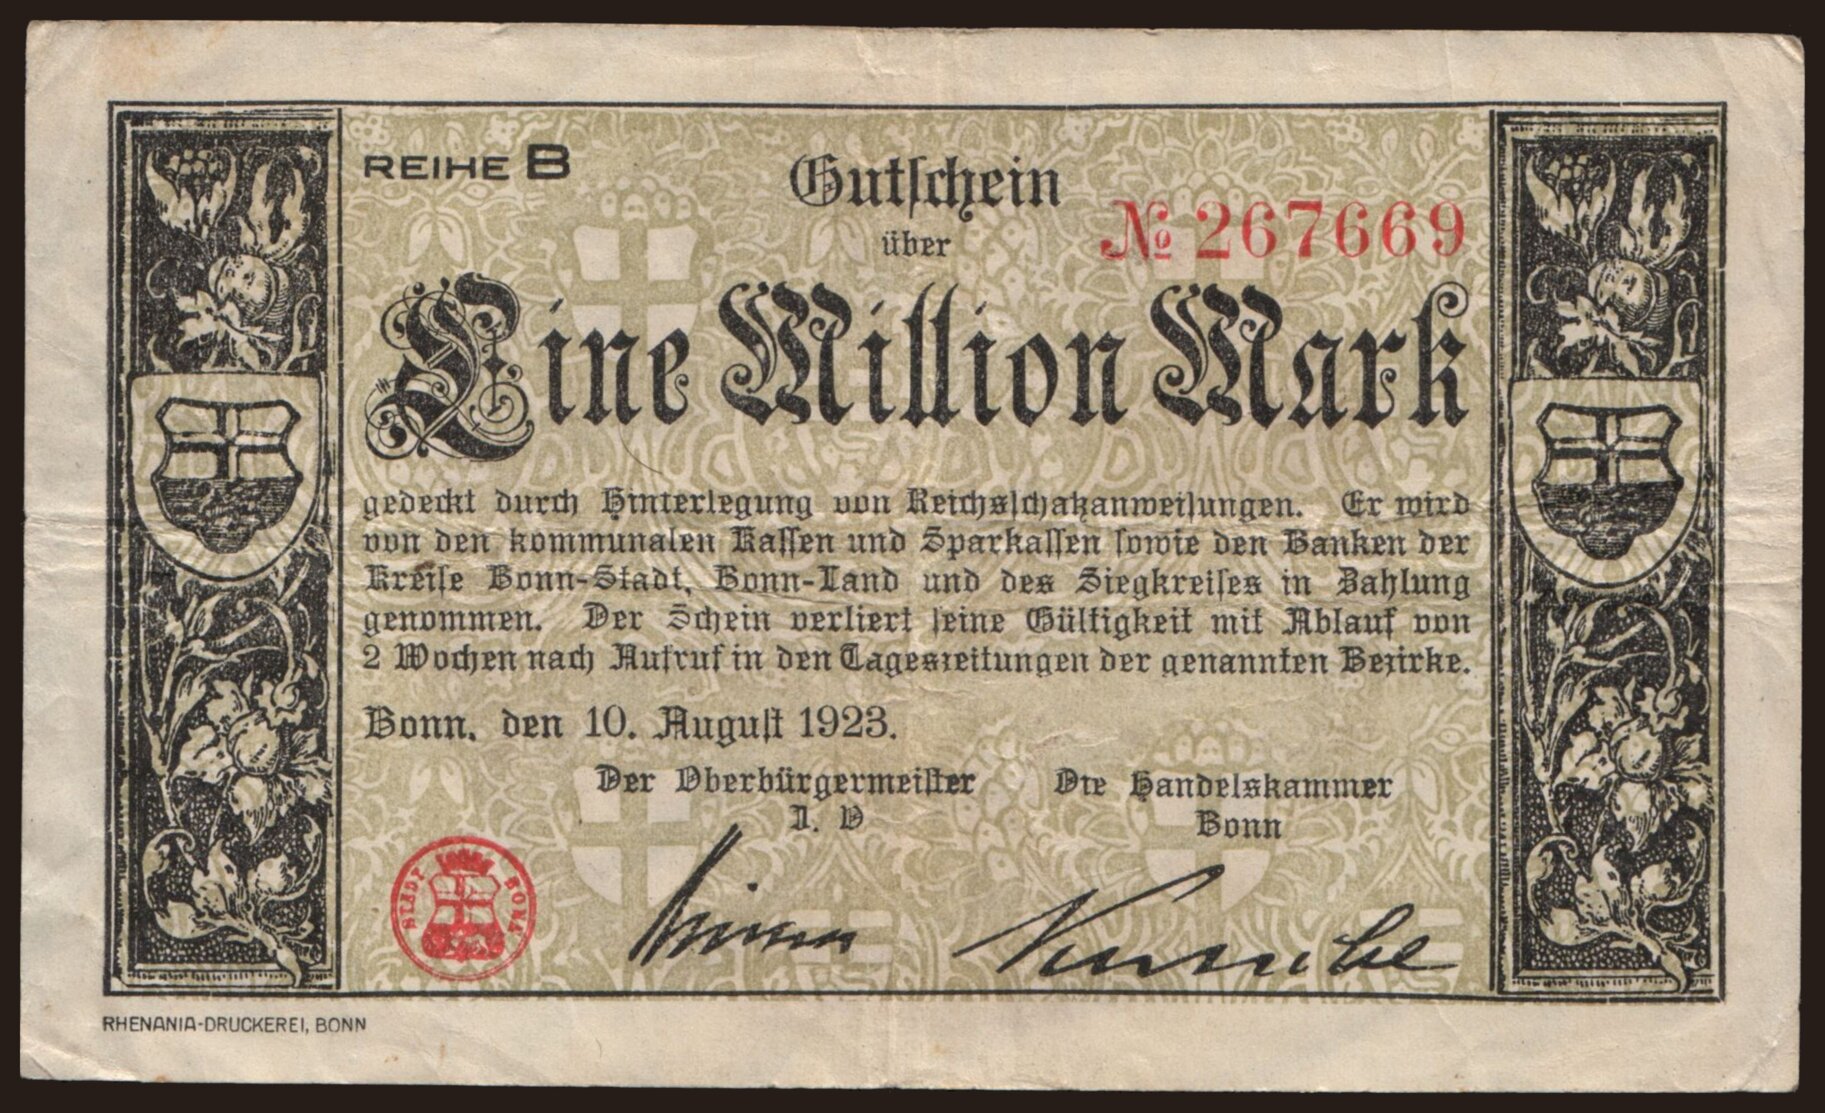 REIHE B
Gutschein
№ 267669
über
Eine Million Mark
gedeckt durch Hinterlegung von Reichsschatzanweisungen. Er wird
von den kommunalen Kassen und Sparkassen sowie den Banken der
Kreise Bonn-Stadt, Bonn-Land und des Siegkreises in Zahlung
genommen. Der Schein verliert seine Gültigkeit mit Ablauf von
2 Wochen nach Aufruf in den Tageszeitungen der genannten Bezirke.
Bonn, den 10. August 1923.
Der Oberbürgermeister
I. V
Die Handelskammer
Bonn
STADT BONN
RHENANIA-DRUCKEREI, BONN